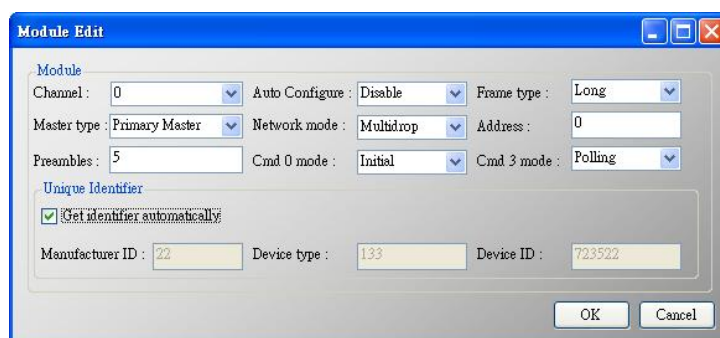 Module Edit
Module
Channel : 0 Auto Configure : Disable Frame type : Long
Master type : Primary Master Network mode : Multidrop Address : 0
Preambles : 5 Cmd 0 mode : Initial Cmd 3 mode : Polling
Unique Identifier
Get identifier automatically
Manufacturer ID : 22 Device type : 133 Device ID : 723522
OK Cancel